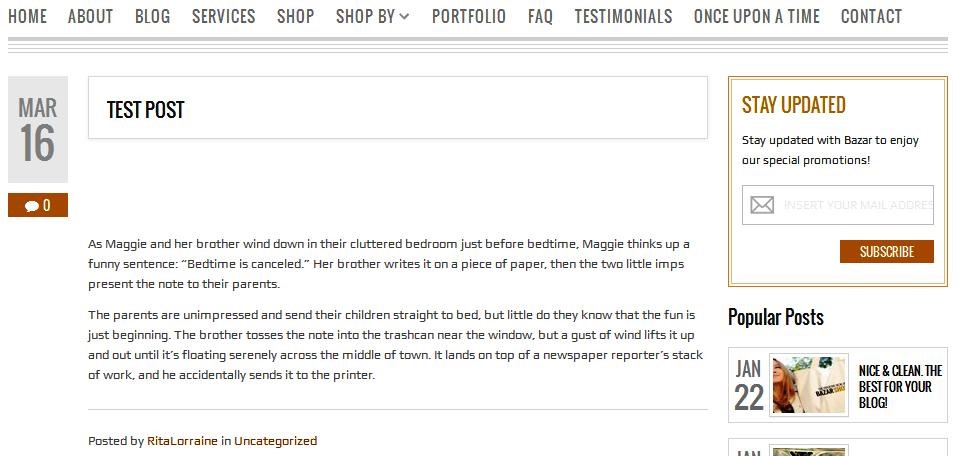 HOME ABOUT BLOG SERVICES SHOP SHOP BY PORTFOLIO FAQ TESTIMONIALS ONCE UPON A TIME CONTACT
MAR
16
0
TEST POST
As Maggie and her brother wind down in their cluttered bedroom just before bedtime, Maggie thinks up a
funny sentence: “Bedtime is canceled.” Her brother writes it on a piece of paper, then the two little imps
present the note to their parents.
The parents are unimpressed and send their children straight to bed, but little do they know that the fun is
just beginning. The brother tosses the note into the trashcan near the window, but a gust of wind lifts it up
and out until it’s floating serenely across the middle of town. It lands on top of a newspaper reporter’s stack
of work, and he accidentally sends it to the printer.
Posted by RitaLorraine in Uncategorized
STAY UPDATED
Stay updated with Bazar to enjoy
our special promotions!
INSERT YOUR MAIL ADDRES
SUBSCRIBE
Popular Posts
JAN
22
BAZAR
NICE & CLEAN. THE
BEST FOR YOUR
BLOG!
JAN